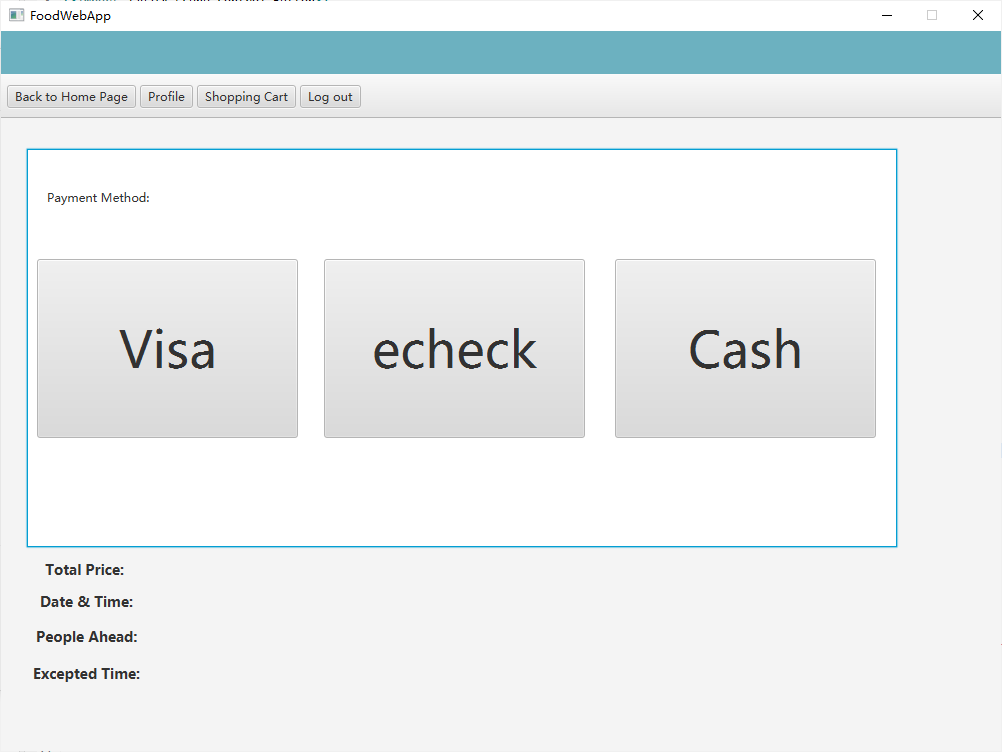 FoodWebApp
Back to Home Page Profile Shopping Cart Log out
Payment Method:
Visa echeck Cash
Total Price:
Date & Time:
People Ahead:
Excepted Time: